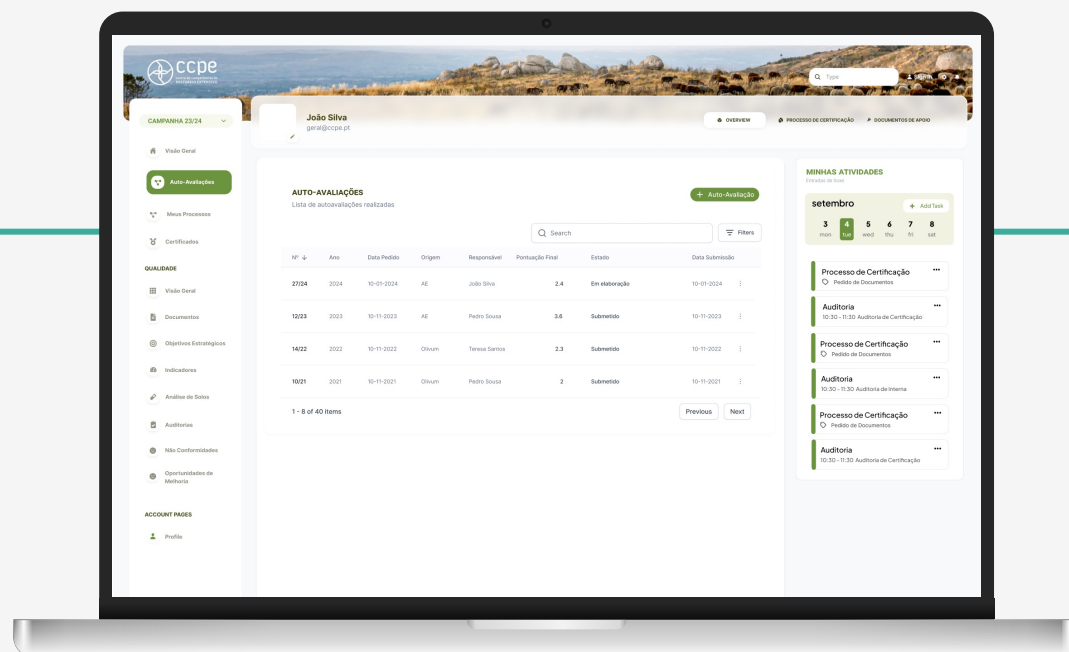 ccpe
Type
Sign In
CAMPANHA 23/24
João Silva
geral@ccpe.pt
OVERVIEW
PROCESSO DE CERTIFICAÇÃO
DOCUMENTOS DE APOIO
Visão Geral
Auto-Avaliações
Meus Processos
Certificados
QUALIDADE
Visão Geral
Documentos
Objetivos Estratégicos
Indicadores
Análise de Solos
Auditorias
Não Conformidades
Oportunidades de
Melhoria
ACCOUNT PAGES
Profile
AUTO-AVALIAÇÕES
Lista de autoavaliações realizadas
+ Auto-Avaliação
Search
Filters
Nº ↓ Ano Data Pedido Origem Responsável Pontuação Final Estado Data Submissão
27/24 2024 10-01-2024 AE João Silva 2.4 Em elaboração 10-01-2024
12/23 2023 10-11-2023 AE Pedro Sousa 3.6 Submetido 10-11-2023
14/22 2022 10-11-2022 Olivum Teresa Santos 2.3 Submetido 10-11-2022
10/21 2021 10-11-2021 Olivum Pedro Sousa 2 Submetido 10-11-2021
1 - 8 of 40 items
Previous Next
MINHAS ATIVIDADES
setembro
+ Add Task
3 4 5 6 7 8
mon tue wed thu fri sat
Processo de Certificação
Pedido de Documentos
Auditoria
10:30 - 11:30 Auditoria de Certificação
Processo de Certificação
Pedido de Documentos
Auditoria
10:30 - 11:30 Auditoria de Interna
Processo de Certificação
Pedido de Documentos
Auditoria
10:30 - 11:30 Auditoria de Certificação